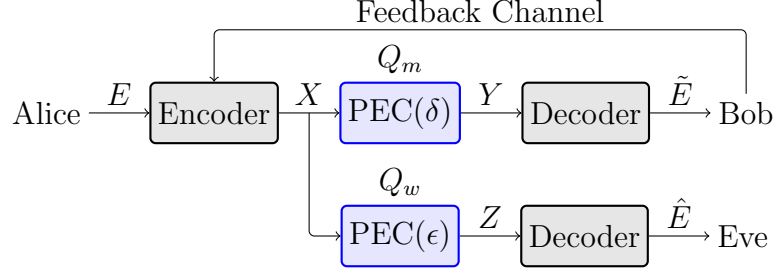 Feedback Channel
Q_m
Alice E Encoder X PEC(δ) Y Decoder Ẽ Bob
Q_w
PEC(ϵ) Z Decoder Ê Eve